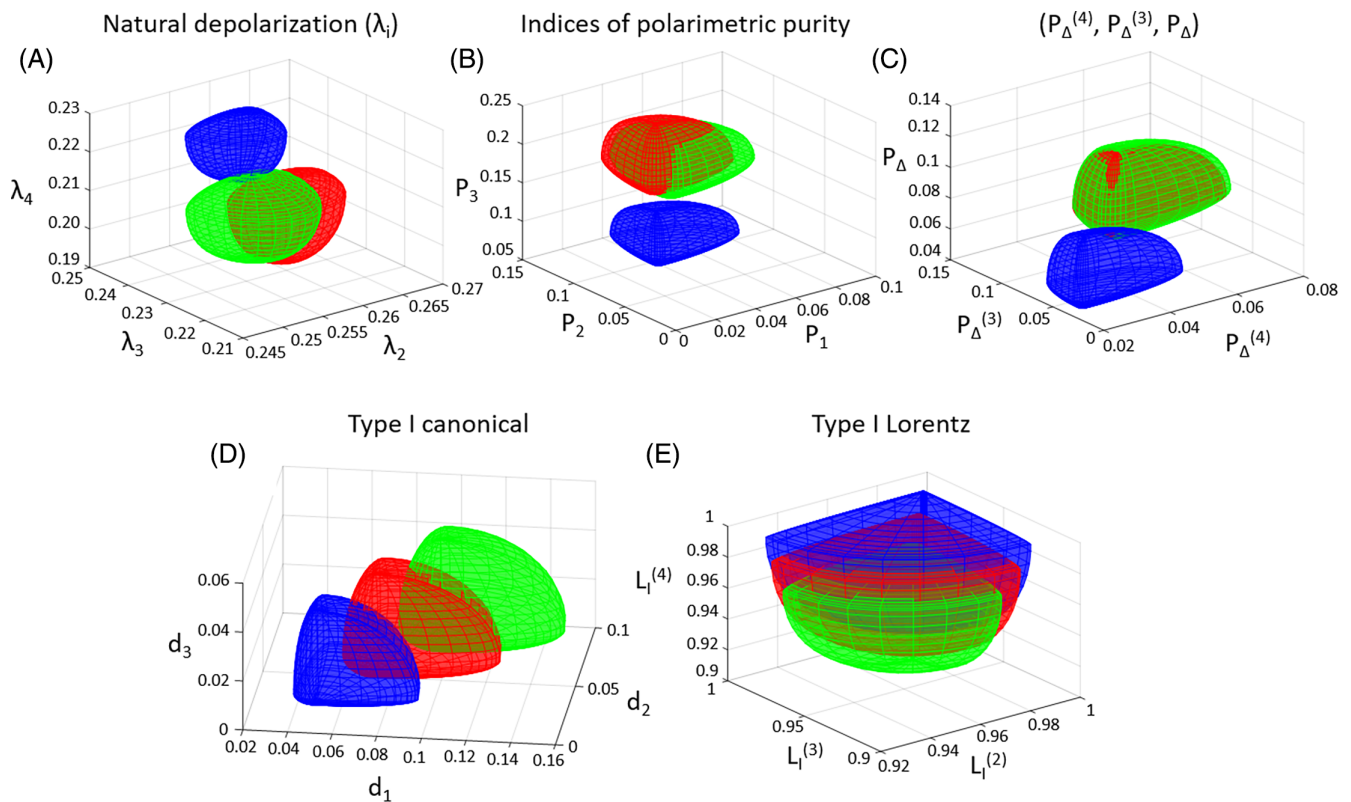 Natural depolarization (λi)
Indices of polarimetric purity
(PΔ(4), PΔ(3), PΔ)
(A)
(B)
(C)
0.23
0.22
0.21
0.20
0.19
λ4
0.25
0.24
0.23
0.22
0.21
λ3
0.245
0.25
0.255
0.26
0.265
0.27
λ2
0.25
0.2
0.15
0.1
0.05
P3
0.15
0.1
0.05
0
P2
0
0.02
0.04
0.06
0.08
0.1
P1
0.14
0.12
0.1
0.08
0.06
0.04
PΔ
0.15
0.1
0.05
0
PΔ(3)
0.02
0.04
0.06
0.08
PΔ(4)
Type I canonical
Type I Lorentz
(D)
(E)
0.06
0.04
0.02
0
d3
0.02
0.04
0.06
0.08
0.1
0.12
0.14
0.16
d1
0.1
0.05
0
d2
1
0.98
0.96
0.94
0.92
0.9
LI(4)
1
0.95
0.9
LI(3)
0.92
0.94
0.96
0.98
1
LI(2)